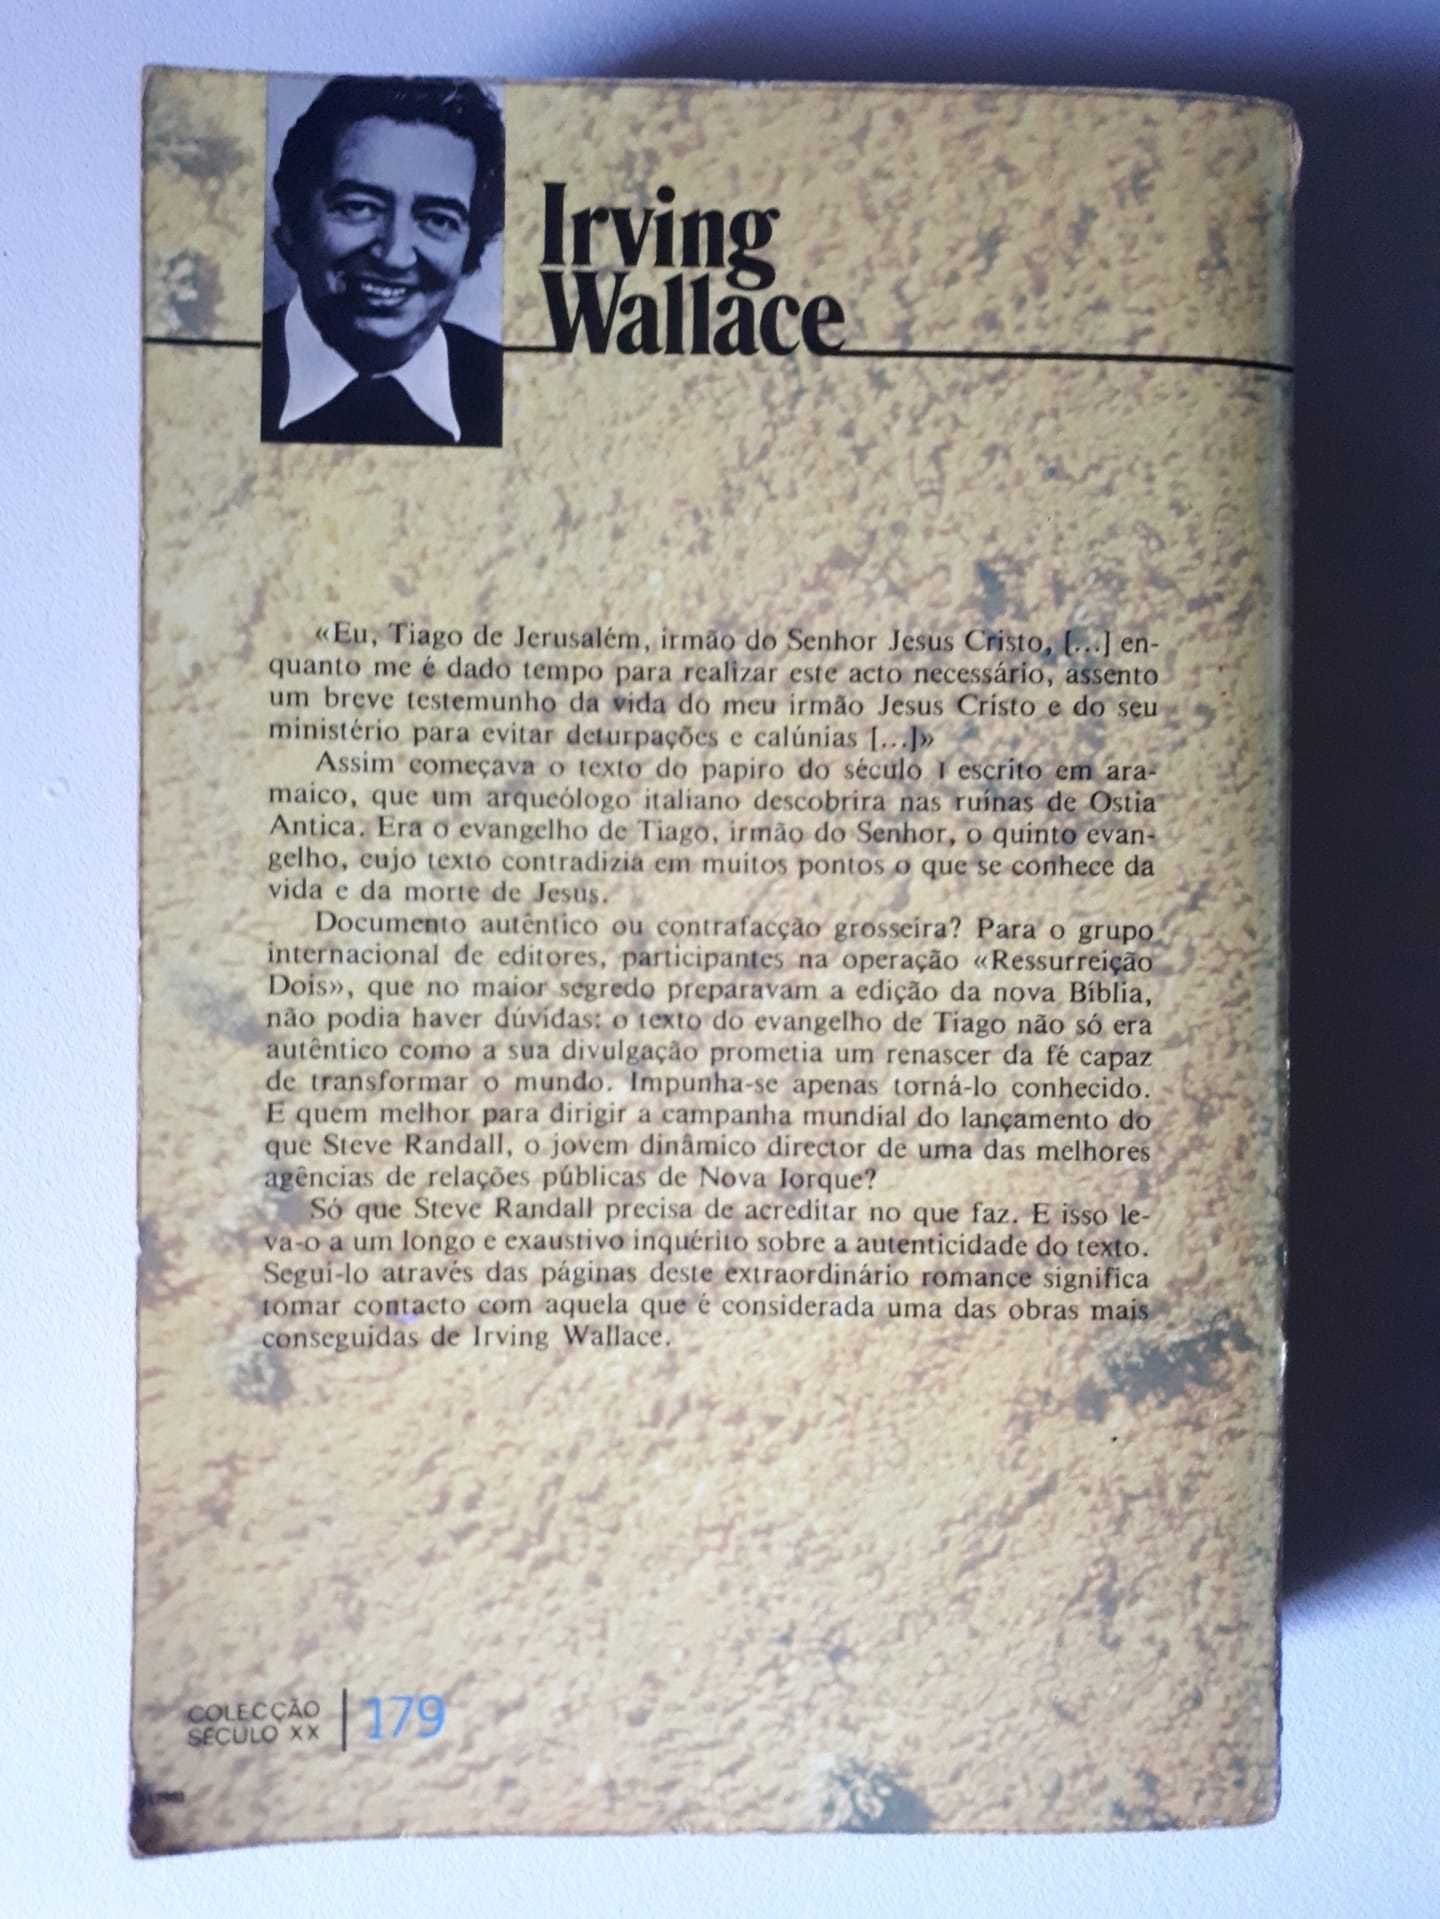 Irving
Wallace
«Eu, Tiago de Jerusalém, irmão do Senhor Jesus Cristo, [...] en-
quanto me é dado tempo para realizar este acto necessário, assento
um breve testemunho da vida do meu irmão Jesus Cristo e do seu
ministério para evitar deturpações e calúnias [...]»
Assim começava o texto do papiro do século I escrito em ara-
maico, que um arqueólogo italiano descobrira nas ruínas de Ostia
Antica. Era o evangelho de Tiago, irmão do Senhor, o quinto evan-
gelho, cujo texto contradizia em muitos pontos o que se conhece da
vida e da morte de Jesus.
Documento autêntico ou contrafacção grosseira? Para o grupo
internacional de editores, participantes na operação «Ressurreição
Dois», que no maior segredo preparavam a edição da nova Bíblia,
não podia haver dúvidas: o texto do evangelho de Tiago não só era
autêntico como a sua divulgação prometia um renascer da fé capaz
de transformar o mundo. Impunha-se apenas torná-lo conhecido.
E quem melhor para dirigir a campanha mundial do lançamento do
que Steve Randall, o jovem dinâmico director de uma das melhores
agências de relações públicas de Nova Iorque?
Só que Steve Randall precisa de acreditar no que faz. E isso le-
va-o a um longo e exaustivo inquérito sobre a autenticidade do texto.
Segui-lo através das páginas deste extraordinário romance significa
tomar contacto com aquela que é considerada uma das obras mais
conseguidas de Irving Wallace.
COLECÇÃO
SÉCULO XX
179